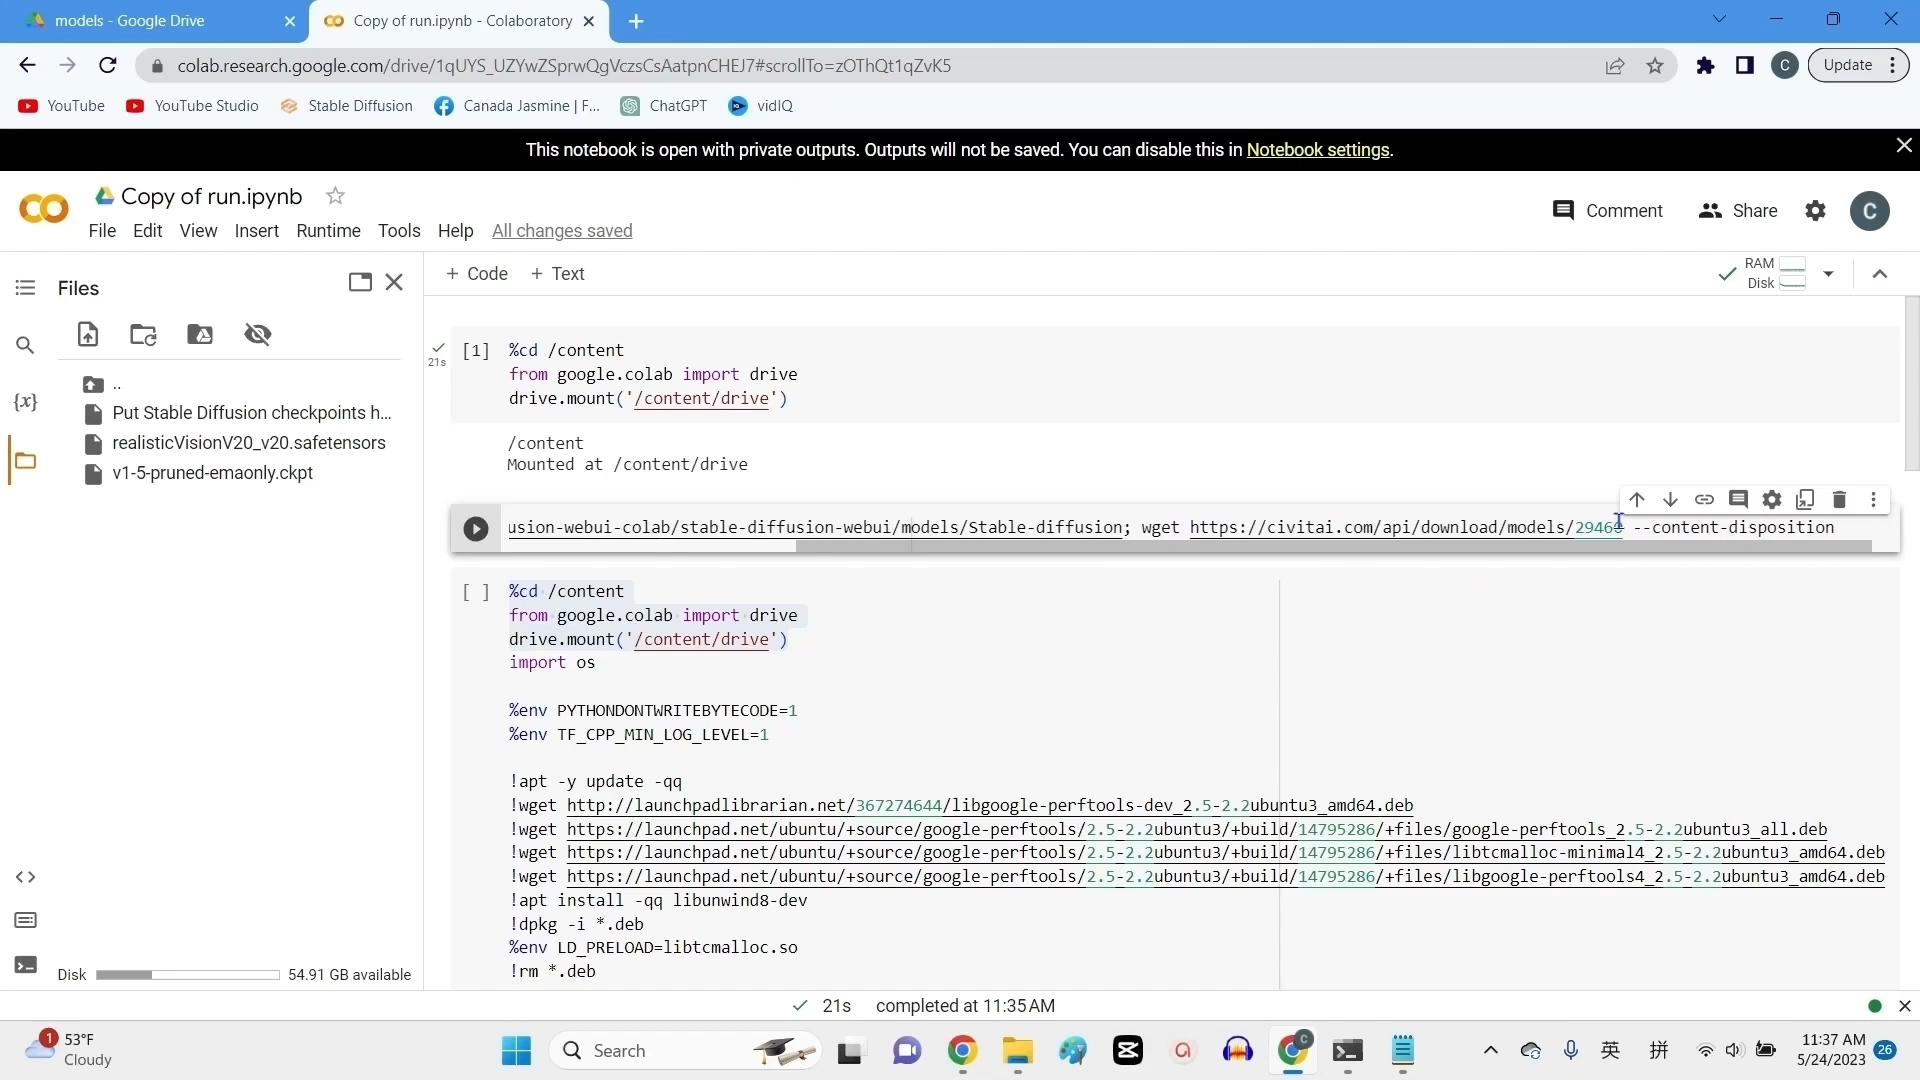 models - Google Drive
Copy of run.ipynb - Colaboratory
colab.research.google.com/drive/1qUYS_UZYwZSprwQgVczsCsAatpnCHEJ7#scrollTo=zOThQt1qZvK5
C
Update
YouTube
YouTube Studio
Stable Diffusion
Canada Jasmine | F...
ChatGPT
vidIQ
This notebook is open with private outputs. Outputs will not be saved. You can disable this in Notebook settings.
Copy of run.ipynb
Comment
Share
C
File Edit View Insert Runtime Tools Help All changes saved
Files
+ Code + Text
RAM
Disk
..
Put Stable Diffusion checkpoints h...
realisticVisionV20_v20.safetensors
v1-5-pruned-emaonly.ckpt
{x}
21s
[1] %cd /content
from google.colab import drive
drive.mount('/content/drive')
/content
Mounted at /content/drive
usion-webui-colab/stable-diffusion-webui/models/Stable-diffusion; wget https://civitai.com/api/download/models/29460 --content-disposition
[ ] %cd /content
from google.colab import drive
drive.mount('/content/drive')
import os
%env PYTHONDONTWRITEBYTECODE=1
%env TF_CPP_MIN_LOG_LEVEL=1
!apt -y update -qq
!wget http://launchpadlibrarian.net/367274644/libgoogle-perftools-dev_2.5-2.2ubuntu3_amd64.deb
!wget https://launchpad.net/ubuntu/+source/google-perftools/2.5-2.2ubuntu3/+build/14795286/+files/google-perftools_2.5-2.2ubuntu3_all.deb
!wget https://launchpad.net/ubuntu/+source/google-perftools/2.5-2.2ubuntu3/+build/14795286/+files/libtcmalloc-minimal4_2.5-2.2ubuntu3_amd64.deb
!wget https://launchpad.net/ubuntu/+source/google-perftools/2.5-2.2ubuntu3/+build/14795286/+files/libgoogle-perftools4_2.5-2.2ubuntu3_amd64.deb
!apt install -qq libunwind8-dev
!dpkg -i *.deb
%env LD_PRELOAD=libtcmalloc.so
!rm *.deb
Disk
54.91 GB available
21s completed at 11:35 AM
1
53°F
Cloudy
Search
C
英
拼
11:37 AM
5/24/2023
26